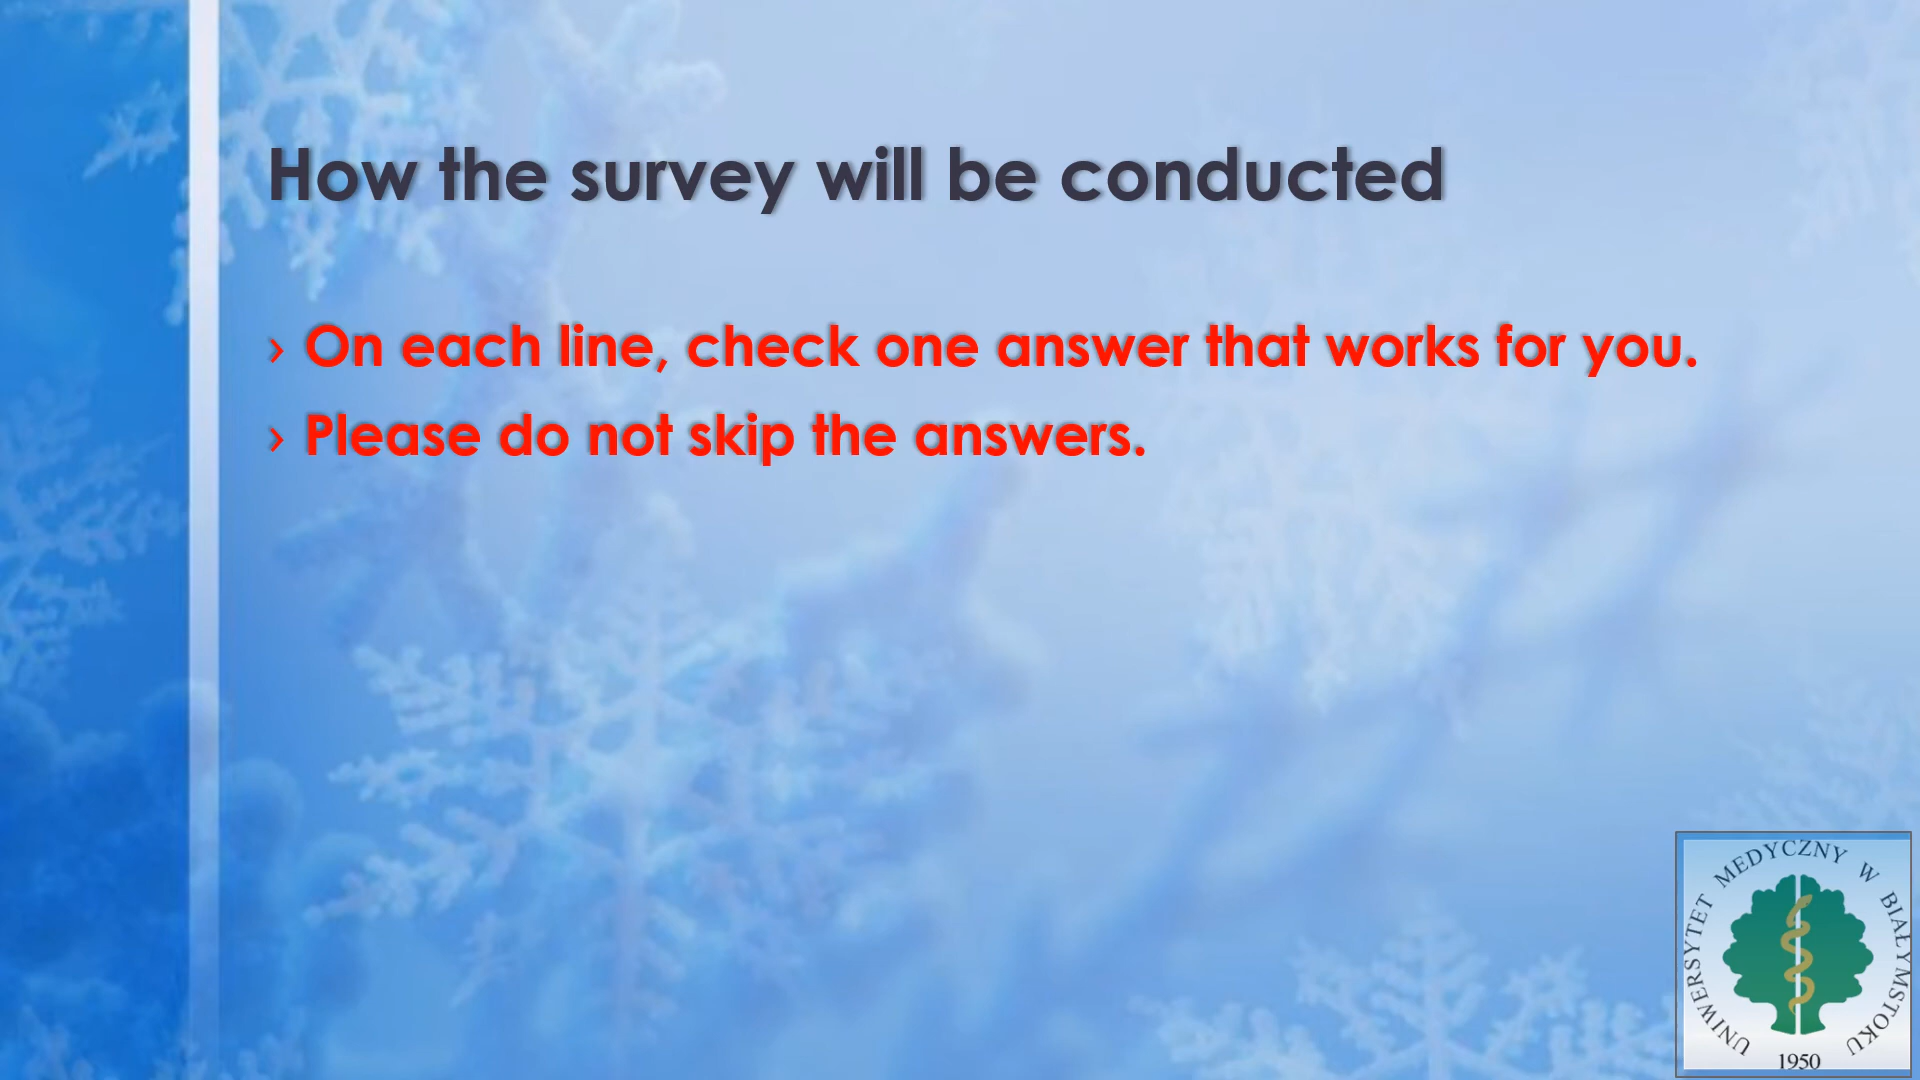 How the survey will be conducted
› On each line, check one answer that works for you.
› Please do not skip the answers.
UNIWERSYTET MEDYCZNY W BIAŁYMSTOKU
1950